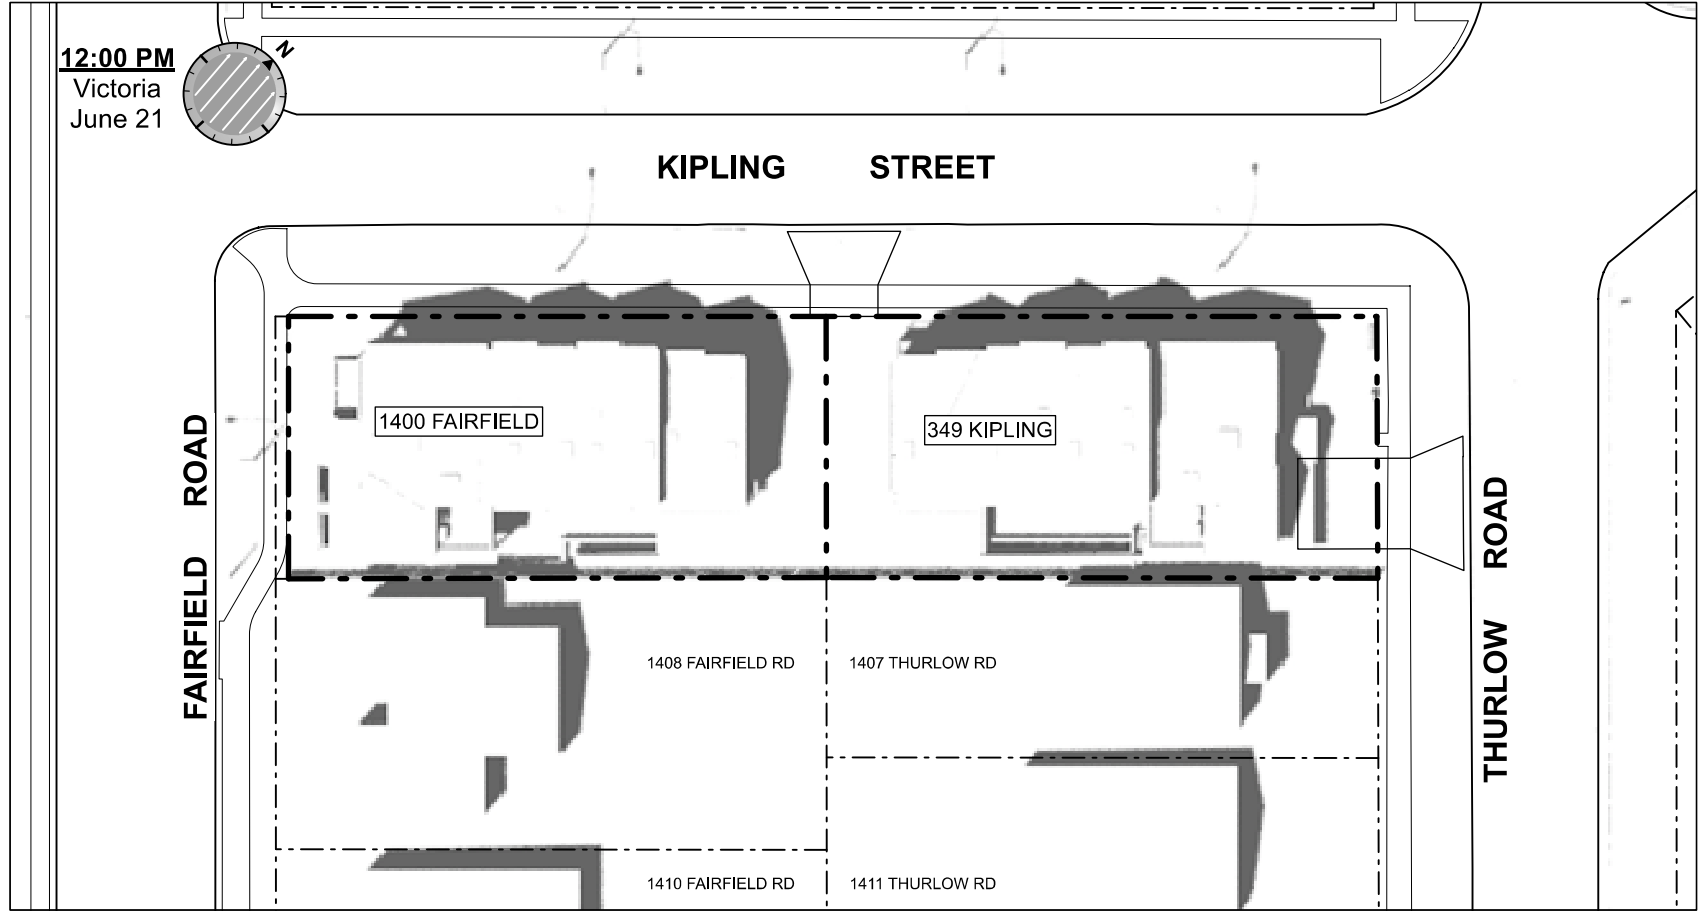 12:00 PM
Victoria
June 21
N
KIPLING STREET
1400 FAIRFIELD
349 KIPLING
FAIRFIELD ROAD
THURLOW ROAD
1408 FAIRFIELD RD
1407 THURLOW RD
1410 FAIRFIELD RD
1411 THURLOW RD